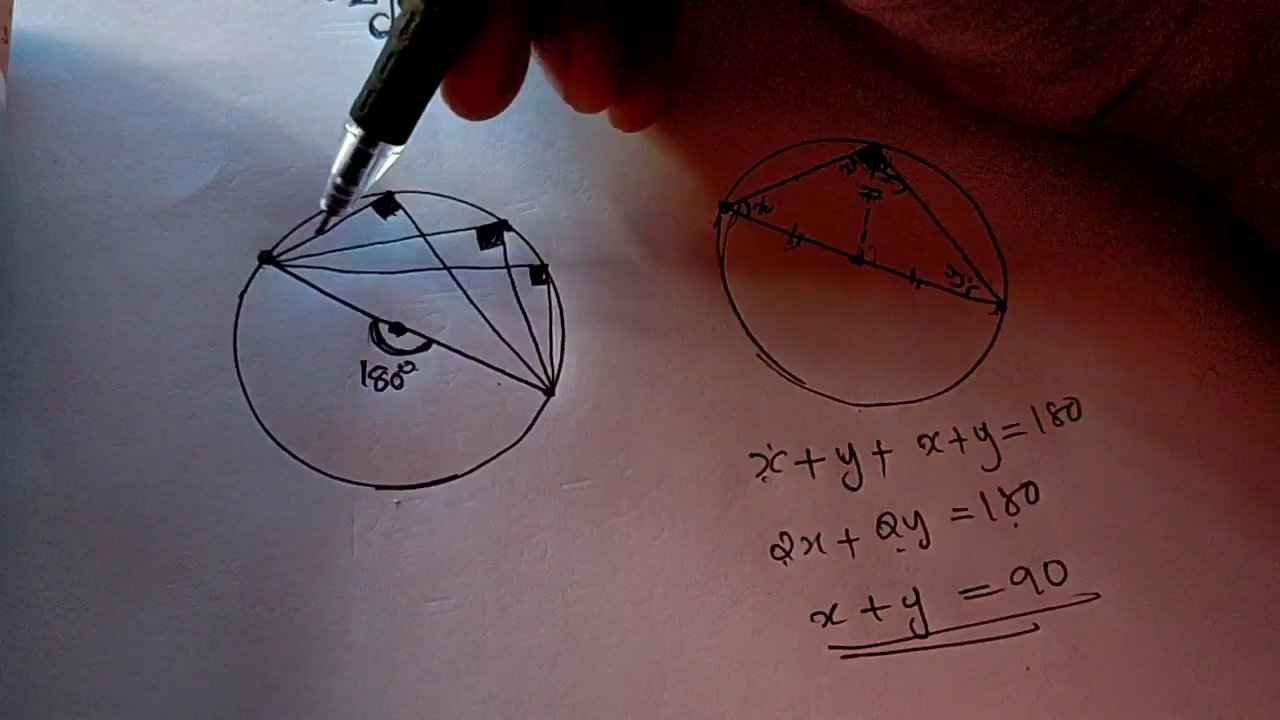 180°
x
x
y
y
x + y + x + y = 180
2x + 2y = 180
x + y = 90